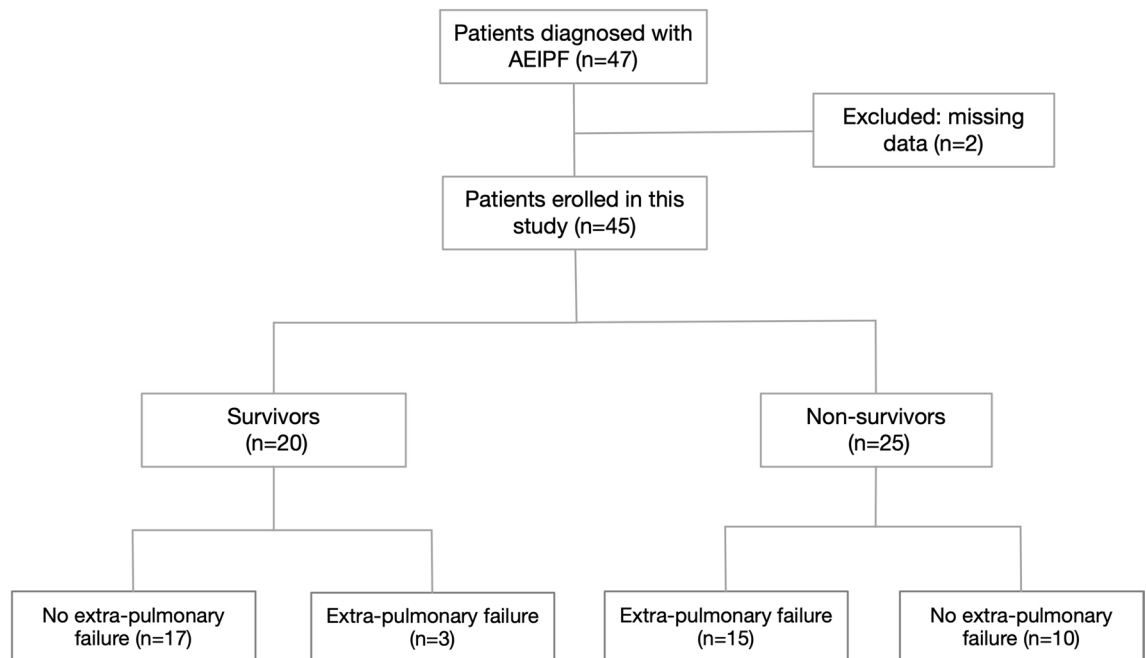 Patients diagnosed with
AEIPF (n=47)
Excluded: missing
data (n=2)
Patients erolled in this
study (n=45)
Survivors
(n=20)
Non-survivors
(n=25)
No extra-pulmonary
failure (n=17)
Extra-pulmonary failure
(n=3)
Extra-pulmonary failure
(n=15)
No extra-pulmonary
failure (n=10)